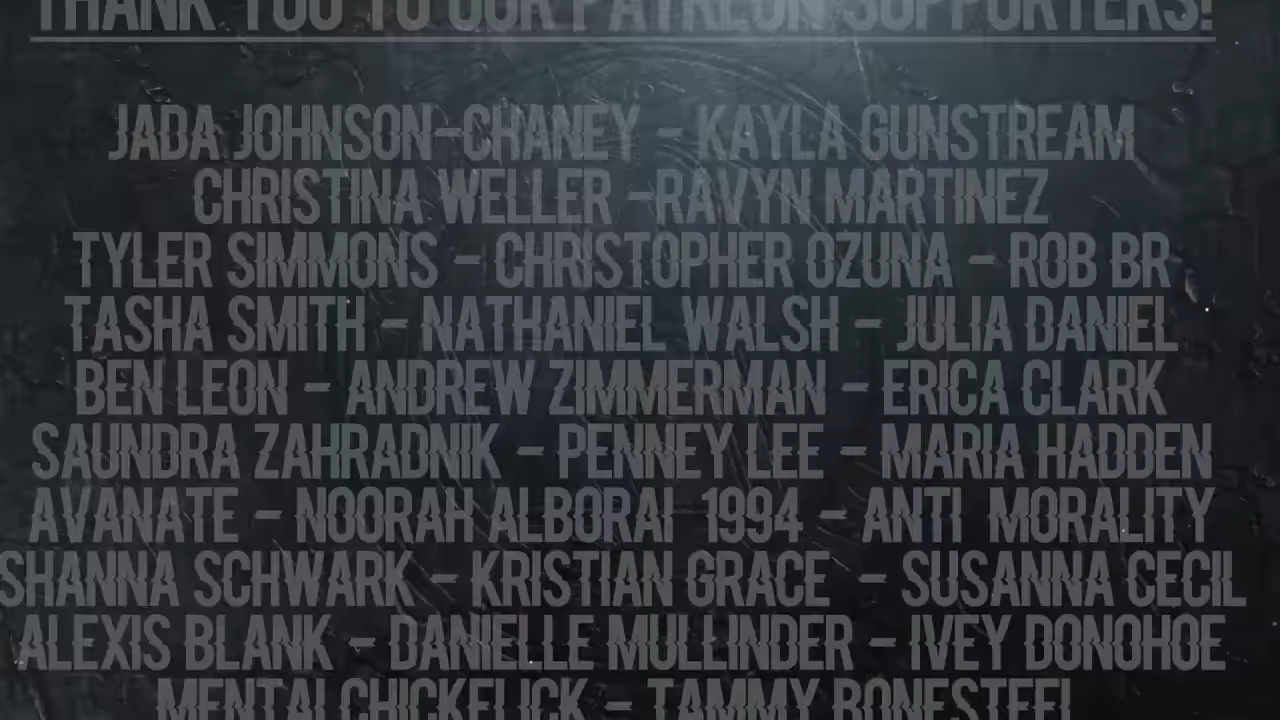 THANK YOU TO OUR PATREON SUPPORTERS!
JADA JOHNSON-CHANEY - KAYLA GUNSTREAM
CHRISTINA WELLER -RAVYN MARTINEZ
TYLER SIMMONS - CHRISTOPHER OZUNA - ROB BR
TASHA SMITH - NATHANIEL WALSH - JULIA DANIEL
BEN LEON - ANDREW ZIMMERMAN - ERICA CLARK
SAUNDRA ZAHRADNIK - PENNEY LEE - MARIA HADDEN
AVANATE - NOORAH ALBORAI 1994 - ANTI MORALITY
SHANNA SCHWARK - KRISTIAN GRACE - SUSANNA CECIL
ALEXIS BLANK - DANIELLE MULLINDER - IVEY DONOHOE
MENTALCHICKFLICK - TAMMY BONESTEEL